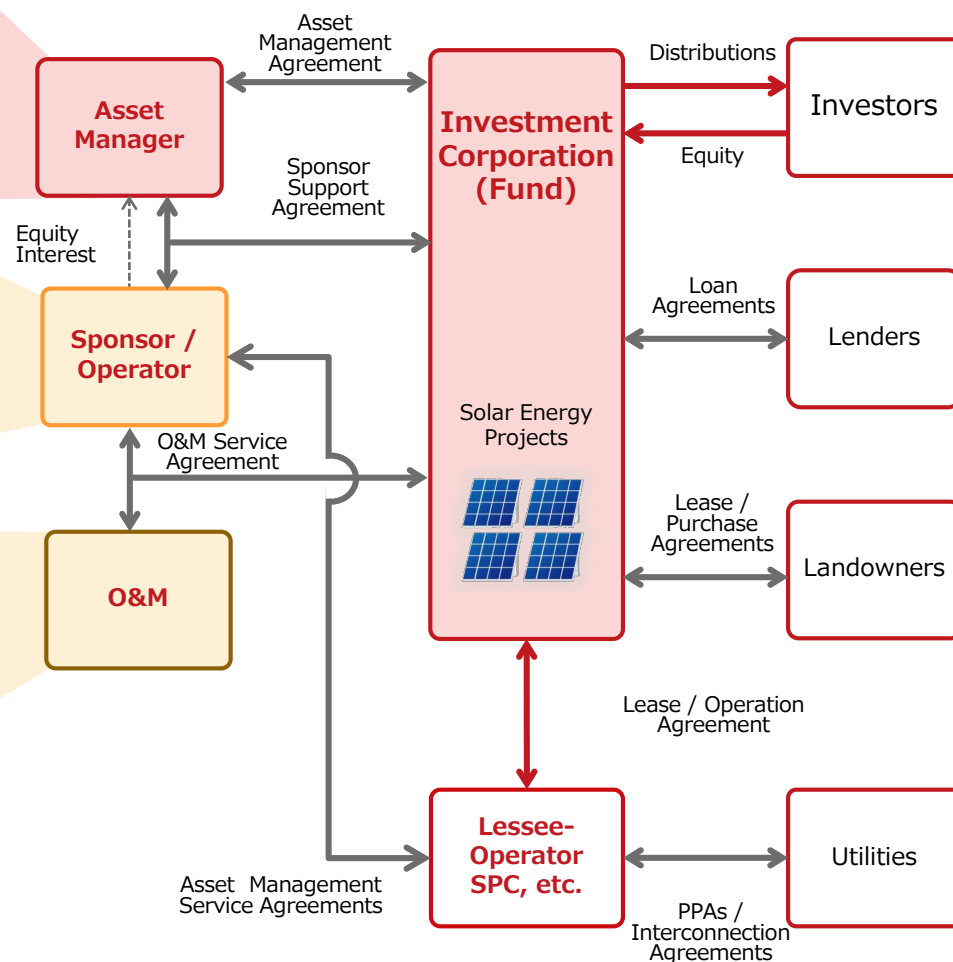 Asset
Management
Agreement
Distributions
Asset
Manager
Investment
Corporation
(Fund)
Investors
Equity
Sponsor
Support
Agreement
Equity
Interest
Loan
Agreements
Sponsor /
Operator
Lenders
Solar Energy
Projects
O&M Service
Agreement
Lease /
Purchase
Agreements
Landowners
O&M
Lease / Operation
Agreement
Lessee-
Operator
SPC, etc.
Utilities
Asset Management
Service Agreements
PPAs /
Interconnection
Agreements